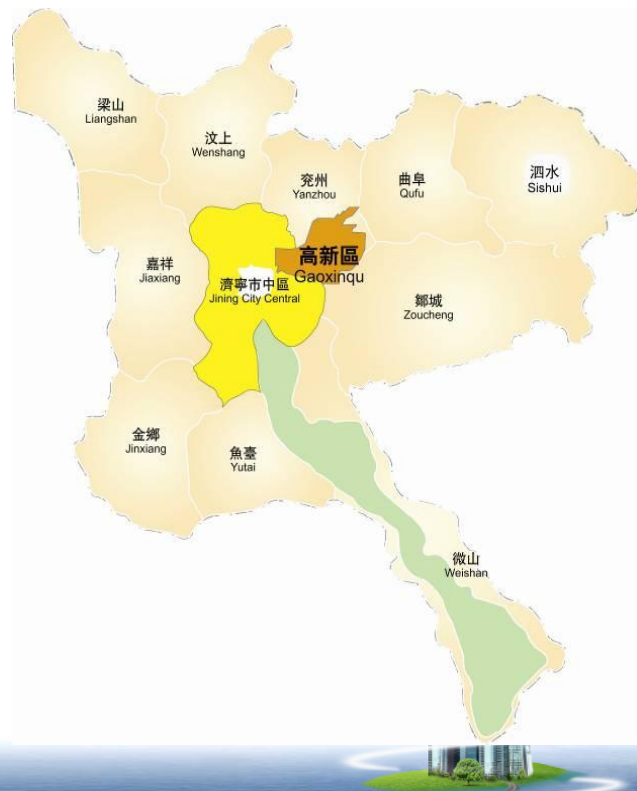 梁山
Liangshan
汶上
Wenshang
兗州
Yanzhou
曲阜
Qufu
泗水
Sishui
高新區
Gaoxinqu
嘉祥
Jiaxiang
濟寧市中區
Jining City Central
鄒城
Zoucheng
金鄉
Jinxiang
魚臺
Yutai
微山
Weishan